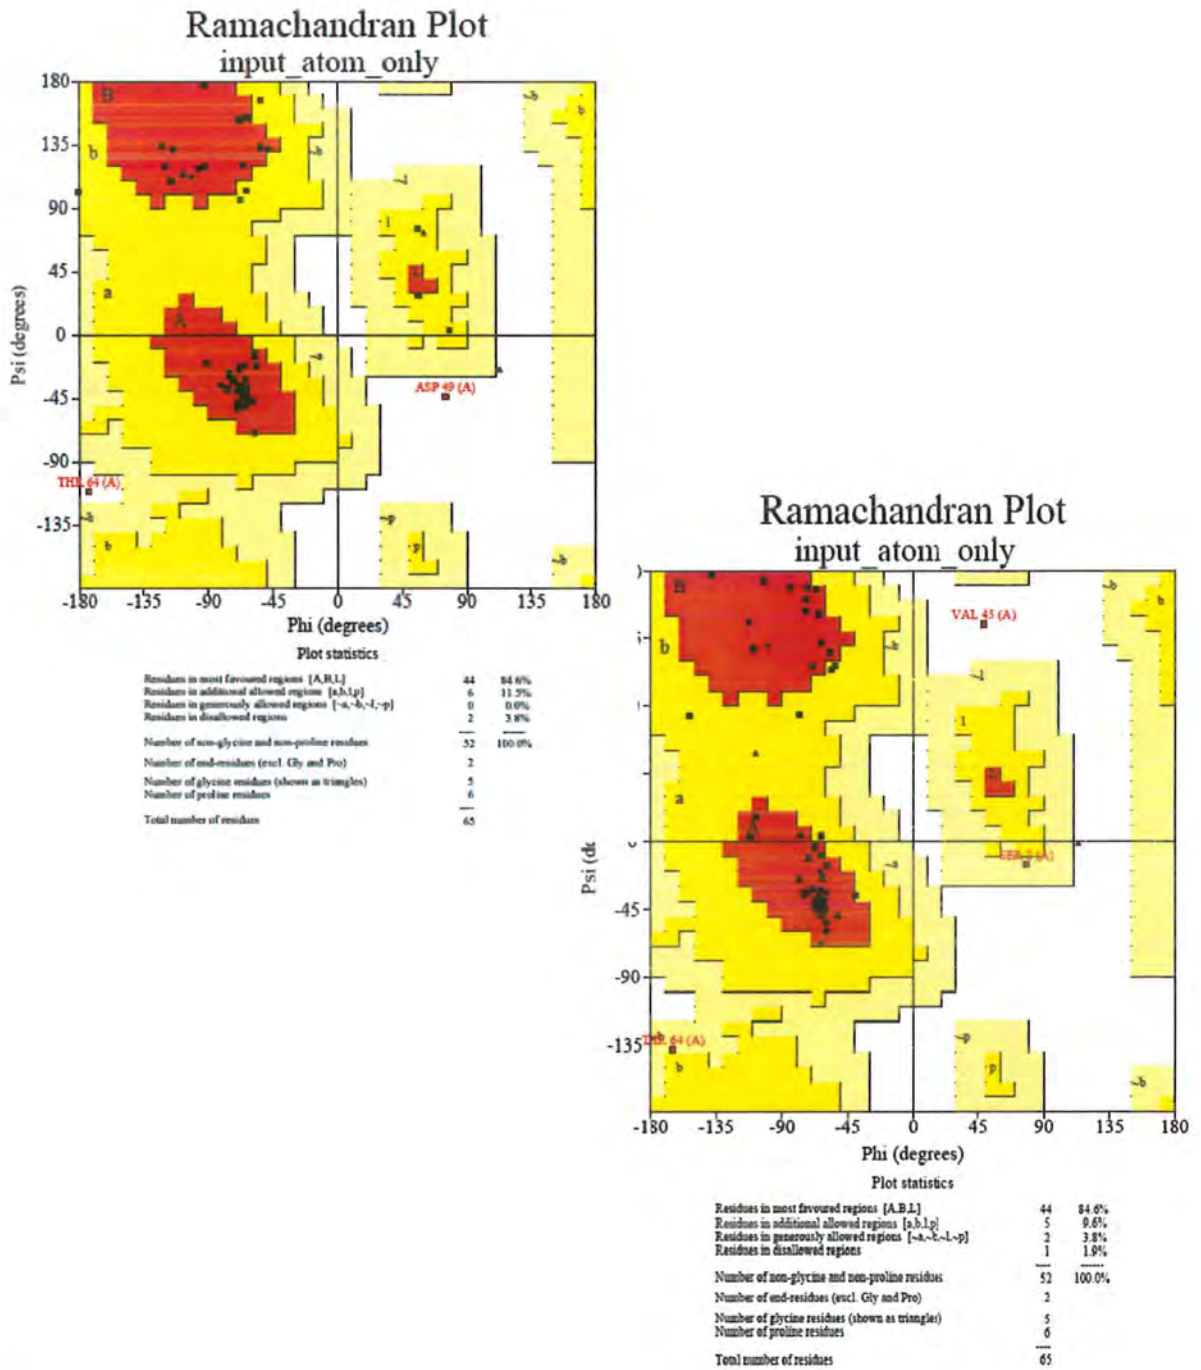 Ramachandran Plot
input_atom_only
180
135
90
45
0
-45
-90
-135
Psi (degrees)
B
b
~b
~b
b
~l
l
a
A
~a
ASP 49 (A)
THR 64 (A)
~b
b
~p
p
~b
-180 -135 -90 -45 0 45 90 135 180
Phi (degrees)
Plot statistics
Residues in most favoured regions [A,B,L] 44 84.6%
Residues in additional allowed regions [a,b,l,p] 6 11.5%
Residues in generously allowed regions [~a,~b,~l,~p] 0 0.0%
Residues in disallowed regions 2 3.8%
Number of non-glycine and non-proline residues 52 100.0%
Number of end-residues (excl. Gly and Pro) 2
Number of glycine residues (shown as triangles) 5
Number of proline residues 6
Total number of residues 65
Ramachandran Plot
input_atom_only
B
b
~b
~b
b
VAL 45 (A)
~l
l
a
A
~a
SER 2 (A)
-45
-90
-135
THR 64 (A)
b
~p
p
~b
-180 -135 -90 -45 0 45 90 135 180
Phi (degrees)
Plot statistics
Residues in most favoured regions [A,B,L] 44 84.6%
Residues in additional allowed regions [a,b,l,p] 5 9.6%
Residues in generously allowed regions [~a,~b,~l,~p] 2 3.8%
Residues in disallowed regions 1 1.9%
Number of non-glycine and non-proline residues 52 100.0%
Number of end-residues (excl. Gly and Pro) 2
Number of glycine residues (shown as triangles) 5
Number of proline residues 6
Total number of residues 65